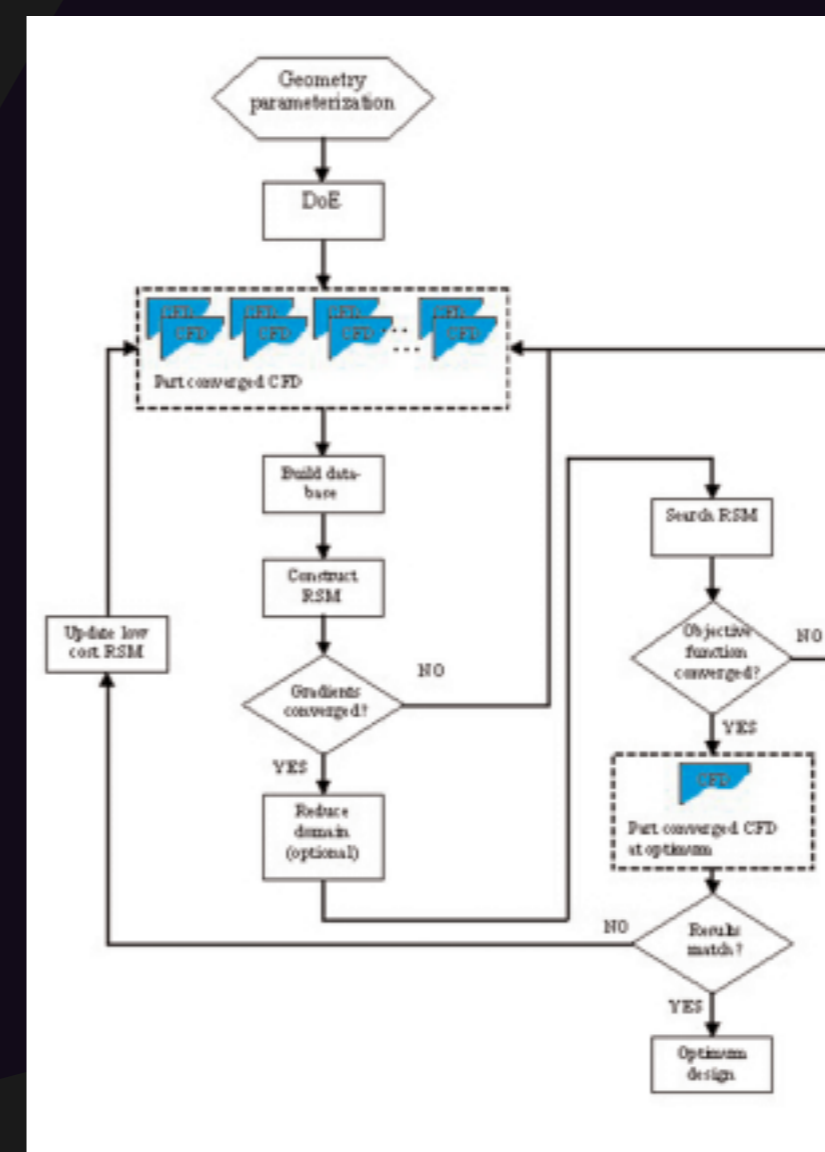 Geometry
parameterization
DoE
CFD CFD CFD CFD
CFD CFD CFD CFD
Part converged CFD
Build data-
base
Construct
RSM
Update low
cost RSM
Gradients
converged?
NO
YES
Reduce
domain
(optional)
Search RSM
Objective
function
converged?
NO
YES
CFD
Part converged CFD
at optimum
Results
match?
NO
YES
Optimum
design